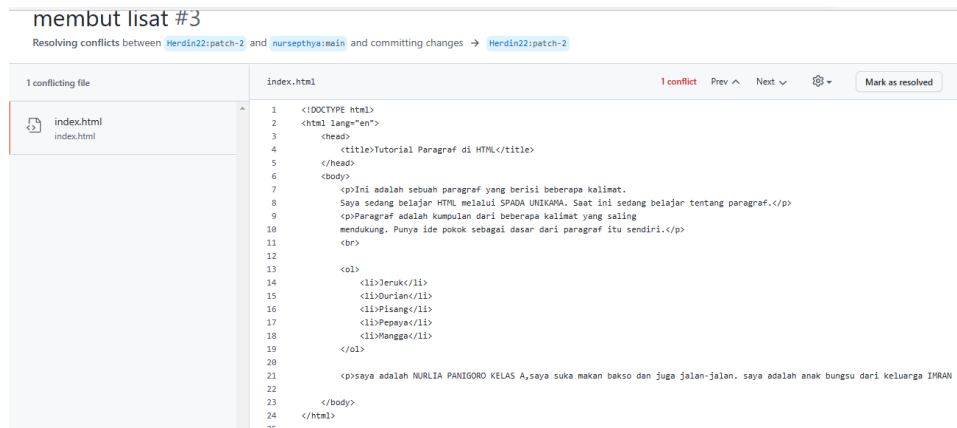 membut lisat #3
Resolving conflicts between Herdin22:patch-2 and nursepthya:main and committing changes → Herdin22:patch-2
1 conflicting file
index.html
index.html
index.html 1 conflict Prev Next Mark as resolved
1 <!DOCTYPE html>
2 <html lang="en">
3 <head>
4 <title>Tutorial Paragraf di HTML</title>
5 </head>
6 <body>
7 <p>Ini adalah sebuah paragraf yang berisi beberapa kalimat.
8 Saya sedang belajar HTML melalui SPADA UNIKAMA. Saat ini sedang belajar tentang paragraf.</p>
9 <p>Paragraf adalah kumpulan dari beberapa kalimat yang saling
10 mendukung. Punya ide pokok sebagai dasar dari paragraf itu sendiri.</p>
11 <br>
12
13 <ol>
14 <li>Jeruk</li>
15 <li>Durian</li>
16 <li>Pisang</li>
17 <li>Pepaya</li>
18 <li>Mangga</li>
19 </ol>
20
21 <p>saya adalah NURLIA PANIGORO KELAS A,saya suka makan bakso dan juga jalan-jalan. saya adalah anak bungsu dari keluarga IMRAN
22
23 </body>
24 </html>